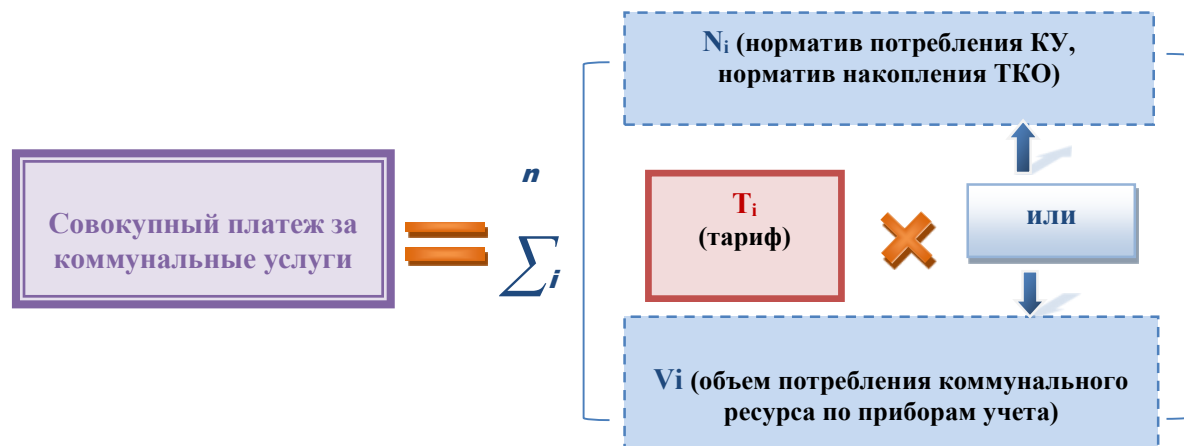 Nᵢ (норматив потребления КУ,
норматив накопления ТКО)
Совокупный платеж за
коммунальные услуги
=
n
∑i
Tᵢ
(тариф)
×
или
Vi (объем потребления коммунального
ресурса по приборам учета)